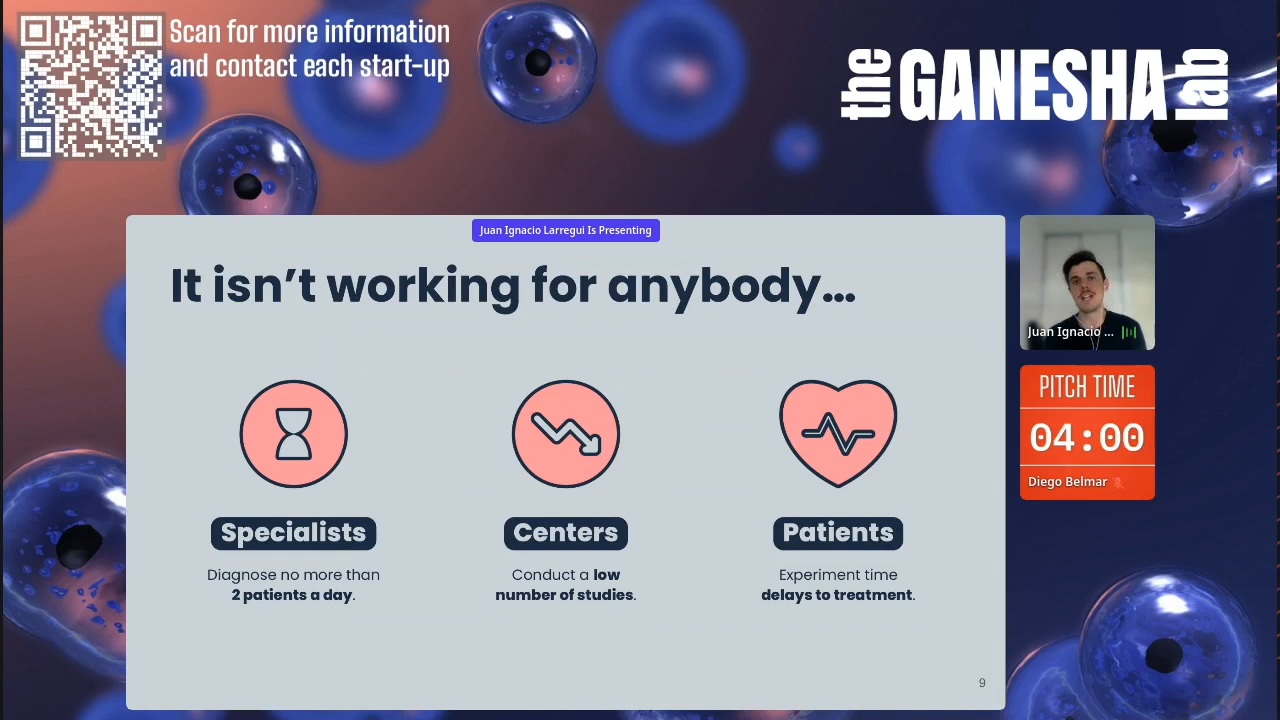 Scan for more information
and contact each start-up
the GANESHA lab
Juan Ignacio Larregui Is Presenting
It isn’t working for anybody...
Juan Ignacio ...
PITCH TIME
04:00
Diego Belmar
Specialists
Diagnose no more than
2 patients a day.
Centers
Conduct a low
number of studies.
Patients
Experiment time
delays to treatment.
9